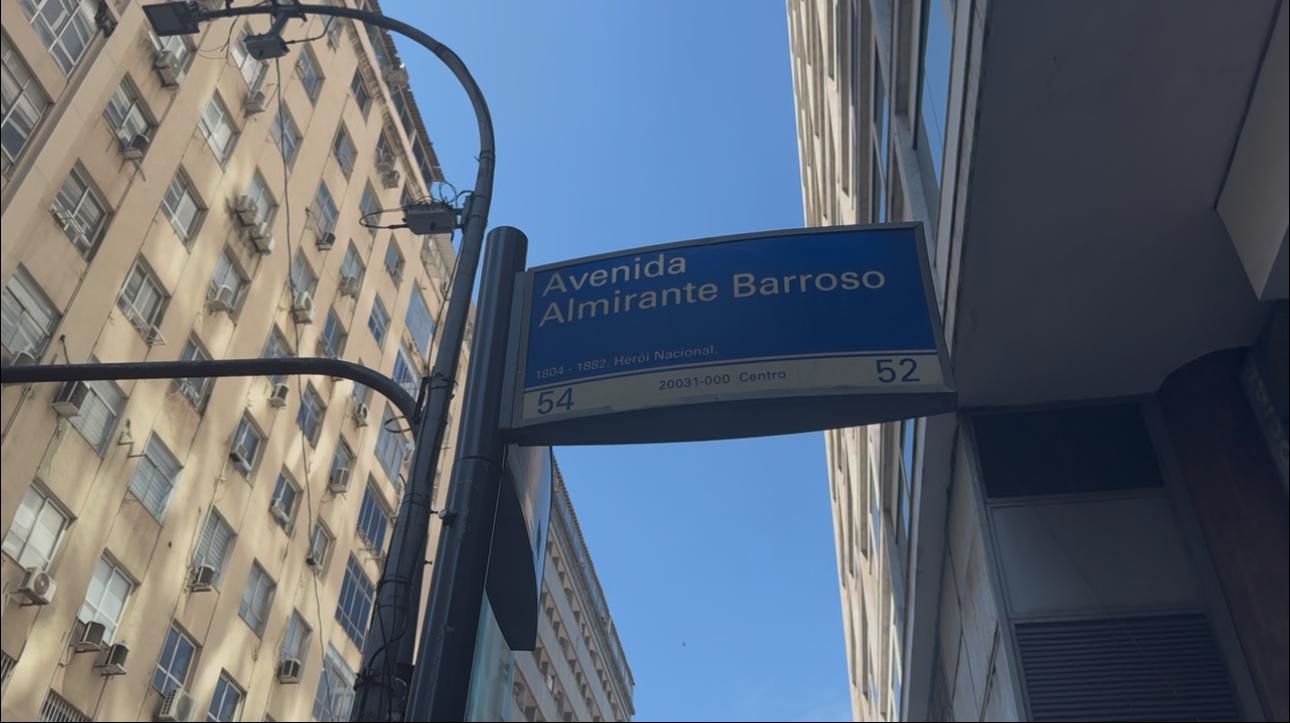 Avenida
Almirante Barroso
1804 - 1882. Herói Nacional.
54 20031-000 Centro 52